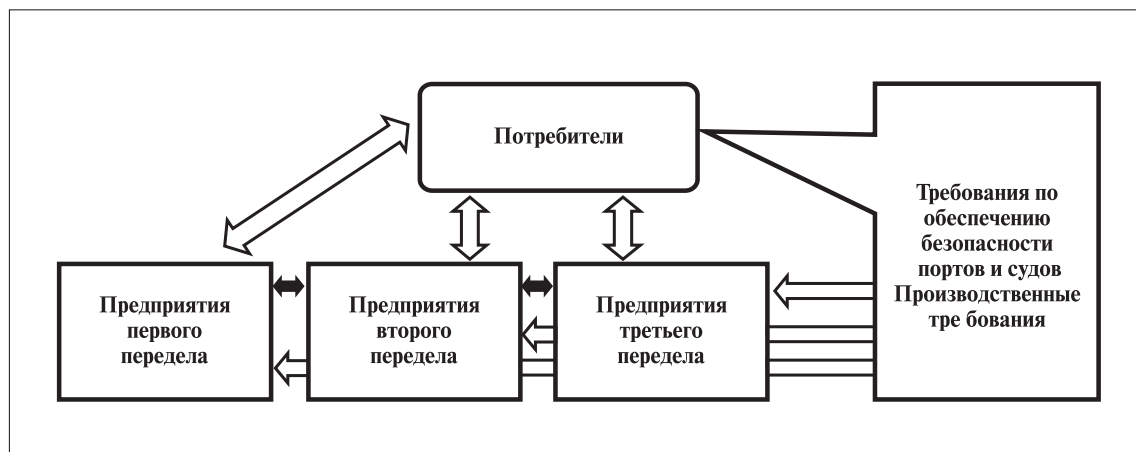 Потребители
Требования по
обеспечению
безопасности
портов и судов
Производственные
тре бования
Предприятия
первого
передела
Предприятия
второго
передела
Предприятия
третьего
передела